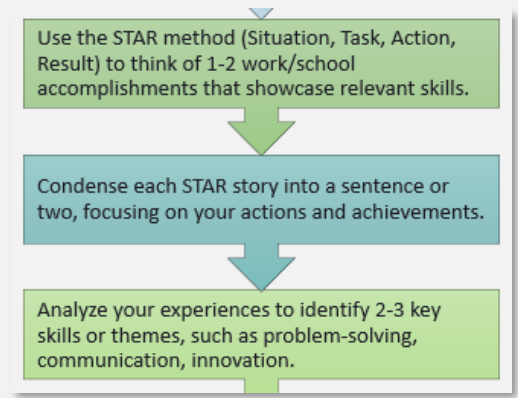 Use the STAR method (Situation, Task, Action,
Result) to think of 1-2 work/school
accomplishments that showcase relevant skills.
Condense each STAR story into a sentence or
two, focusing on your actions and achievements.
Analyze your experiences to identify 2-3 key
skills or themes, such as problem-solving,
communication, innovation.